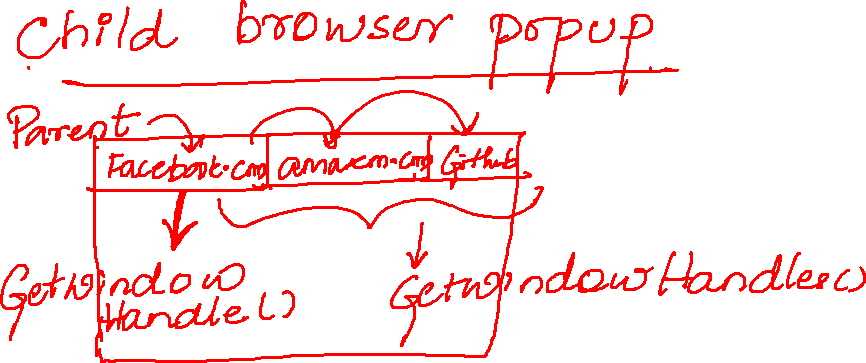 Child browser popup
Parent
Facebook.com amazon.com Github
Getwindow
Handle()
GetwindowHandles()